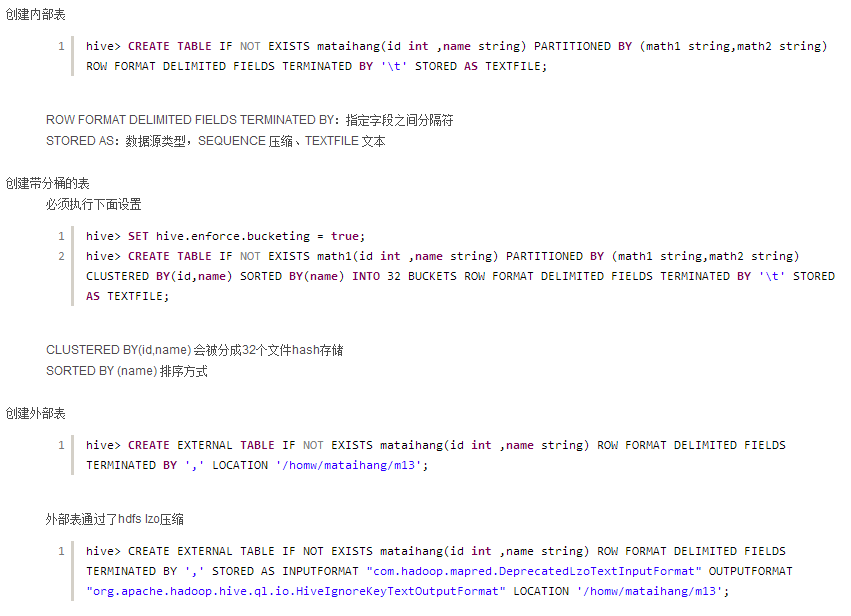 创建内部表
1 hive> CREATE TABLE IF NOT EXISTS mataihang(id int ,name string) PARTITIONED BY (math1 string,math2 string)
ROW FORMAT DELIMITED FIELDS TERMINATED BY '\t' STORED AS TEXTFILE;
ROW FORMAT DELIMITED FIELDS TERMINATED BY：指定字段之间分隔符
STORED AS：数据源类型，SEQUENCE 压缩、TEXTFILE 文本
创建带分桶的表
必须执行下面设置
1 hive> SET hive.enforce.bucketing = true;
2 hive> CREATE TABLE IF NOT EXISTS math1(id int ,name string) PARTITIONED BY (math1 string,math2 string)
CLUSTERED BY(id,name) SORTED BY(name) INTO 32 BUCKETS ROW FORMAT DELIMITED FIELDS TERMINATED BY '\t' STORED
AS TEXTFILE;
CLUSTERED BY(id,name) 会被分成32个文件hash存储
SORTED BY (name) 排序方式
创建外部表
1 hive> CREATE EXTERNAL TABLE IF NOT EXISTS mataihang(id int ,name string) ROW FORMAT DELIMITED FIELDS
TERMINATED BY ',' LOCATION '/homw/mataihang/m13';
外部表通过了hdfs lzo压缩
1 hive> CREATE EXTERNAL TABLE IF NOT EXISTS mataihang(id int ,name string) ROW FORMAT DELIMITED FIELDS
TERMINATED BY ',' STORED AS INPUTFORMAT "com.hadoop.mapred.DeprecatedLzoTextInputFormat" OUTPUTFORMAT
"org.apache.hadoop.hive.ql.io.HiveIgnoreKeyTextOutputFormat" LOCATION '/homw/mataihang/m13';